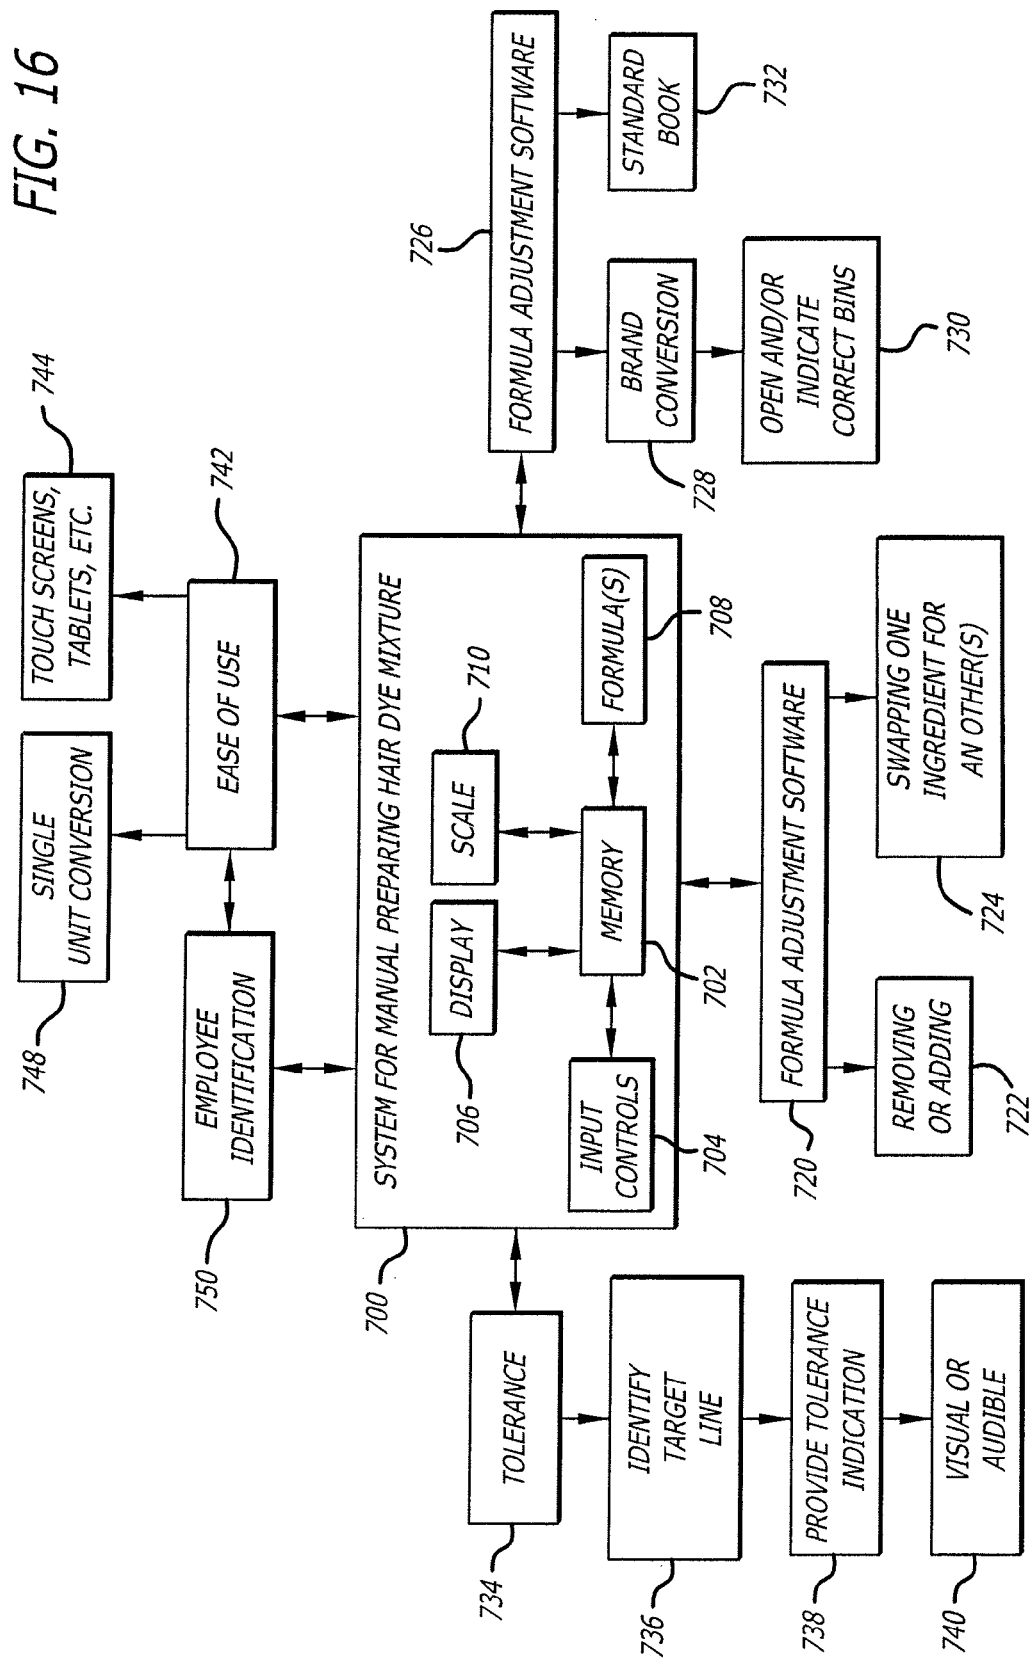 FIG. 16
748
SINGLE
UNIT CONVERSION
TOUCH SCREENS,
TABLETS, ETC.
744
750
EMPLOYEE
IDENTIFICATION
EASE OF USE
742
700
SYSTEM FOR MANUAL PREPARING HAIR DYE MIXTURE
706
DISPLAY
SCALE
710
INPUT
CONTROLS
704
MEMORY
702
FORMULA(S)
708
734
TOLERANCE
736
IDENTIFY
TARGET
LINE
738
PROVIDE TOLERANCE
INDICATION
740
VISUAL OR
AUDIBLE
720
FORMULA ADJUSTMENT SOFTWARE
REMOVING
OR ADDING
722
SWAPPING ONE
INGREDIENT FOR
AN OTHER(S)
724
726
FORMULA ADJUSTMENT SOFTWARE
BRAND
CONVERSION
728
STANDARD
BOOK
732
OPEN AND/OR
INDICATE
CORRECT BINS
730